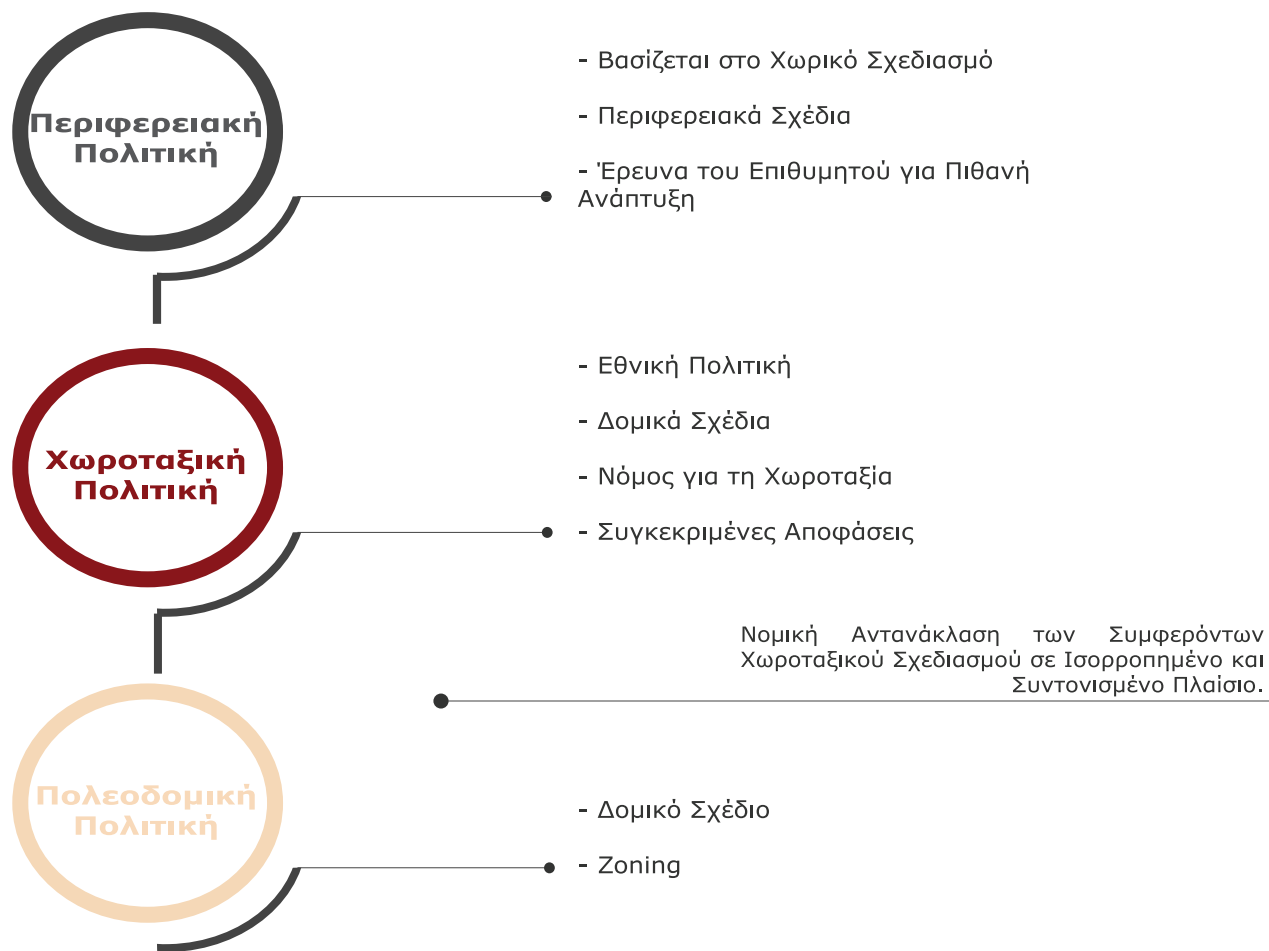 Περιφερειακή
Πολιτική
- Βασίζεται στο Χωρικό Σχεδιασμό
- Περιφερειακά Σχέδια
- Έρευνα του Επιθυμητού για Πιθανή
Ανάπτυξη
Χωροταξική
Πολιτική
- Εθνική Πολιτική
- Δομικά Σχέδια
- Νόμος για τη Χωροταξία
- Συγκεκριμένες Αποφάσεις
Νομική Αντανάκλαση των Συμφερόντων
Χωροταξικού Σχεδιασμού σε Ισορροπημένο και
Συντονισμένο Πλαίσιο.
Πολεοδομική
Πολιτική
- Δομικό Σχέδιο
- Zoning